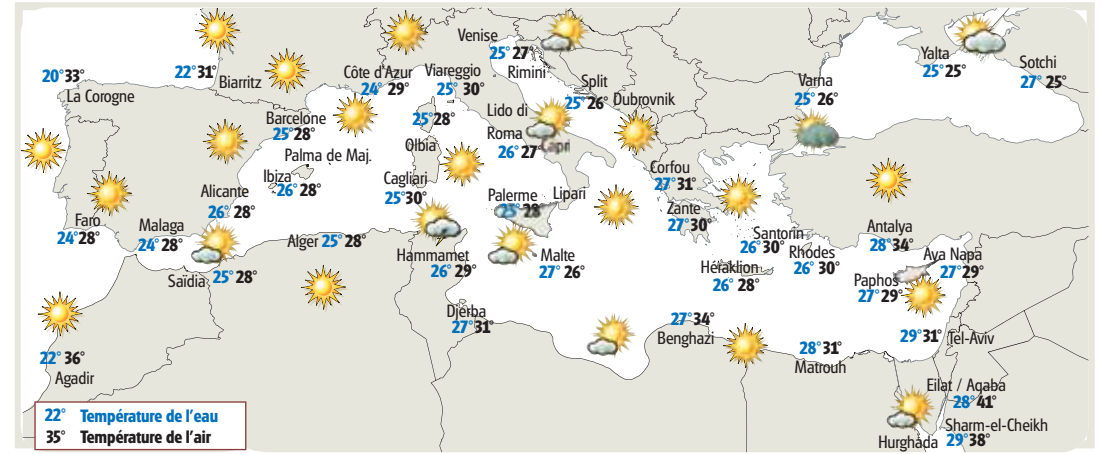 Venise
25° 27°
Rimini
Yalta
25° 25°
Sotchi
27° 25°
20° 33°
La Corogne
22° 31°
Biarritz
Côte d'Azur
24° 29°
Viareggio
25° 30°
Split
25° 26°
Dubrovnik
Varna
25° 26°
Barcelone
25° 28°
25° 28°
Olbia
Lido di
Roma
26° 27°
Capri
Palma de Maj.
Ibiza
26° 28°
Cagliari
25° 30°
Palerme
25° 28°
Lipari
Corfou
27° 31°
Zante
27° 30°
Alicante
26° 28°
Faro
24° 28°
Malaga
24° 28°
Alger 25° 28°
Saïdia 25° 28°
Hammamet
26° 29°
Malte
27° 26°
Santorin
26° 30°
Rhodes
26° 30°
Héraklion
26° 28°
Antalya
28° 34°
Aya Napa
27° 29°
Paphos
27° 29°
Djerba
27° 31°
27° 34°
Benghazi
28° 31°
Matrouh
29° 31°
Tel-Aviv
22° 36°
Agadir
Eilat / Aqaba
28° 41°
Sharm-el-Cheikh
29° 38°
Hurghada
22° Température de l'eau
35° Température de l'air